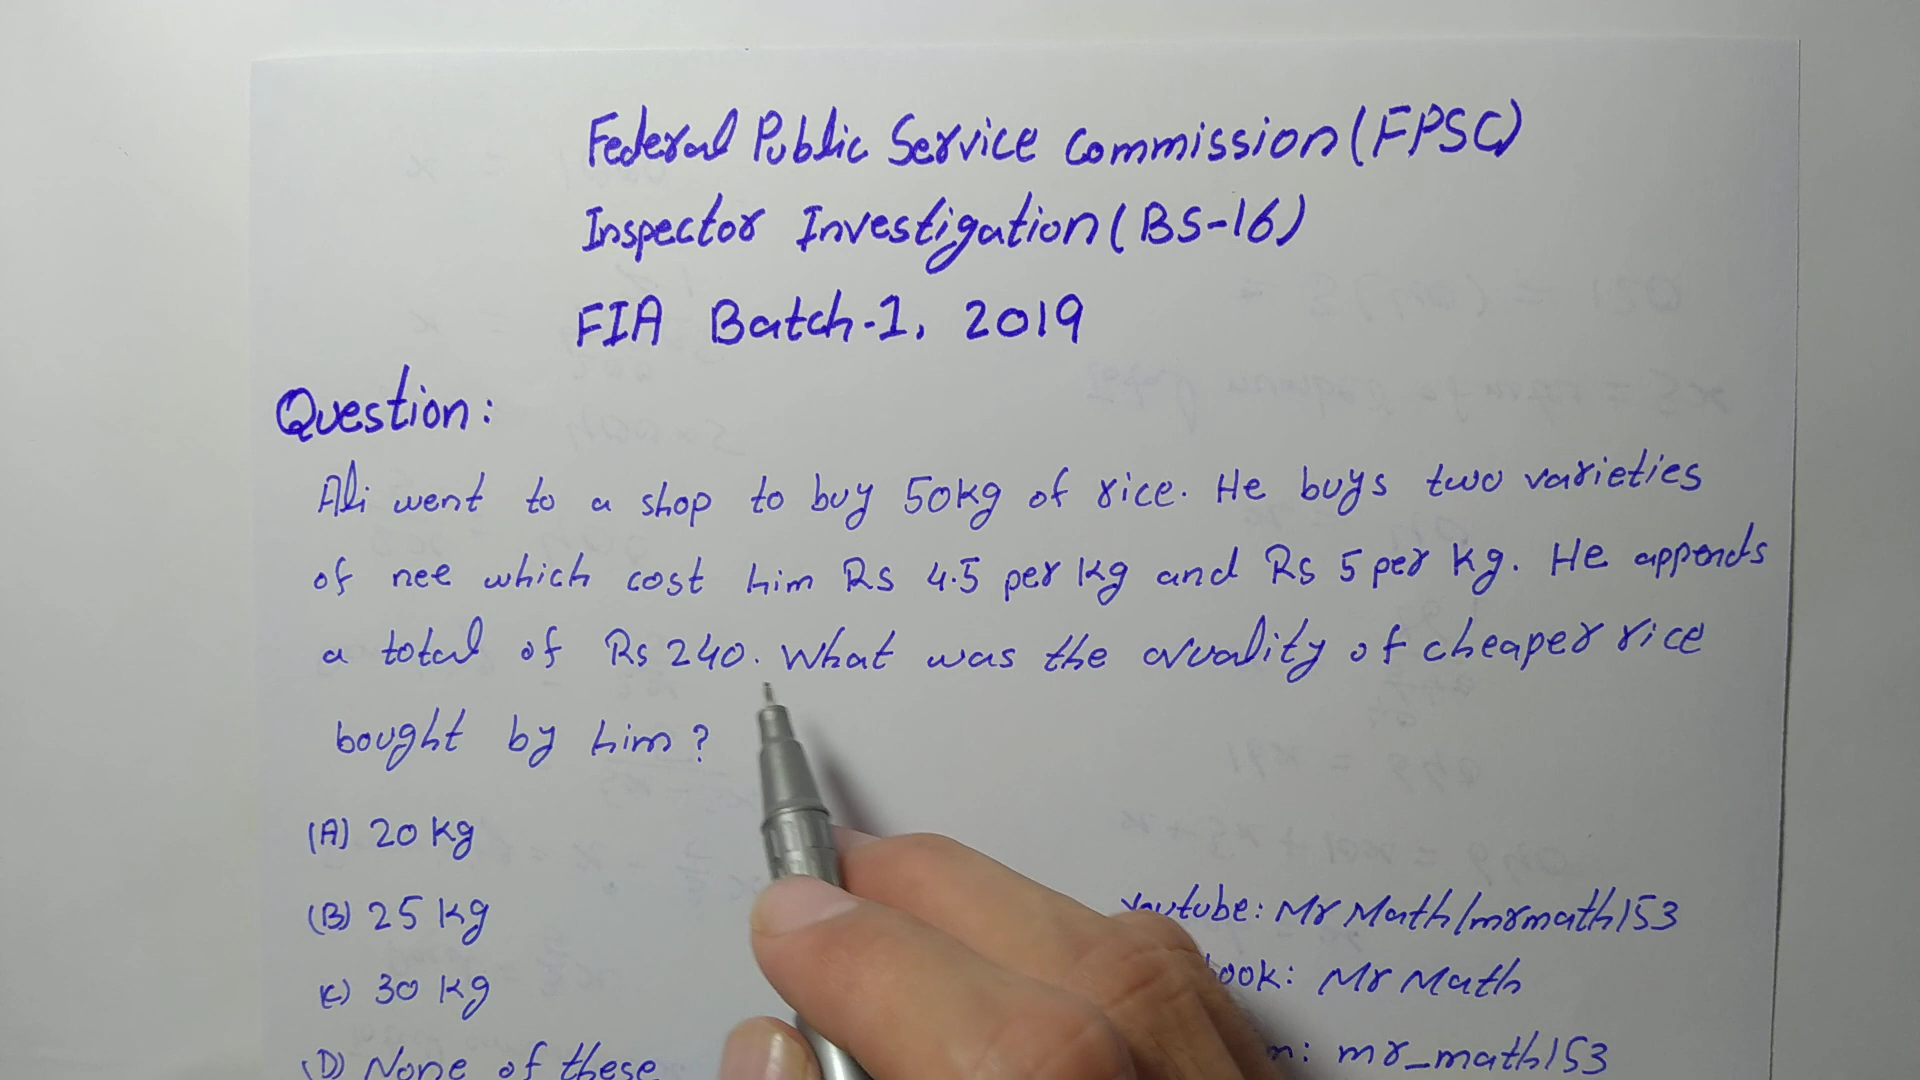 Federal Public Service Commission (FPSC)
Inspector Investigation (BS-16)
FIA Batch-1, 2019
Question:
Ali went to a shop to buy 50kg of rice. He buys two varieties
of nee which cost him Rs 4.5 per kg and Rs 5 per kg. He appends
a total of Rs 240. What was the of cheaper rice
bought by him?
(A) 20 kg
(B) 25 kg
(C) 30 kg
(D) None of these
Youtube: Mr Math/mrmath153
book: Mr Math
m: mr_math153